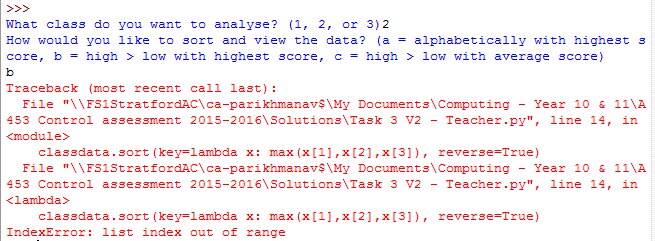 >>>
What class do you want to analyse? (1, 2, or 3)2
How would you like to sort and view the data? (a = alphabetically with highest s
core, b = high > low with highest score, c = high > low with average score)
b
Traceback (most recent call last):
  File "\\FS1StratfordAC\ca-parikhmanav$\My Documents\Computing - Year 10 & 11\A
453 Control assessment 2015-2016\Solutions\Task 3 V2 - Teacher.py", line 14, in
<module>
    classdata.sort(key=lambda x: max(x[1],x[2],x[3]), reverse=True)
  File "\\FS1StratfordAC\ca-parikhmanav$\My Documents\Computing - Year 10 & 11\A
453 Control assessment 2015-2016\Solutions\Task 3 V2 - Teacher.py", line 14, in
<lambda>
    classdata.sort(key=lambda x: max(x[1],x[2],x[3]), reverse=True)
IndexError: list index out of range